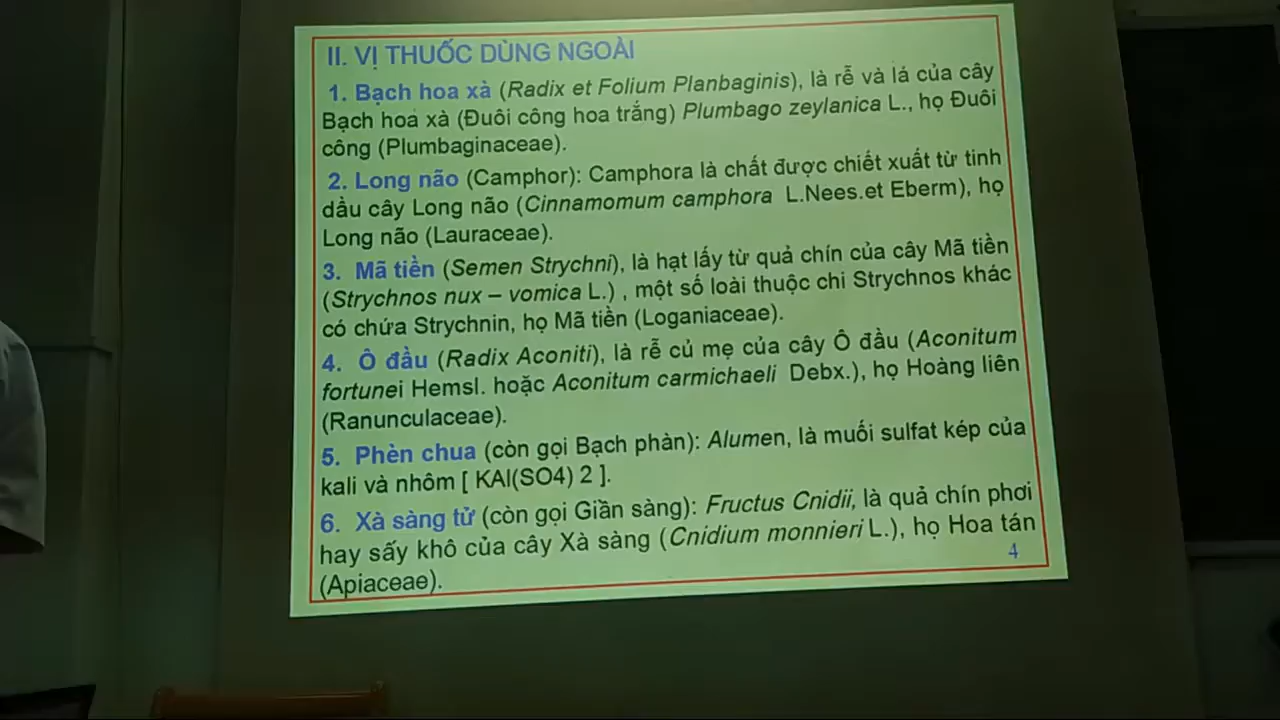 II. VỊ THUỐC DÙNG NGOÀI
1. Bạch hoa xà (Radix et Folium Planbaginis), là rễ và lá của cây
Bạch hoa xà (Đuôi công hoa trắng) Plumbago zeylanica L., họ Đuôi
công (Plumbaginaceae).
2. Long não (Camphor): Camphora là chất được chiết xuất từ tinh
dầu cây Long não (Cinnamomum camphora L.Nees.et Eberm), họ
Long não (Lauraceae).
3. Mã tiền (Semen Strychni), là hạt lấy từ quả chín của cây Mã tiền
(Strychnos nux – vomica L.) , một số loài thuộc chi Strychnos khác
có chứa Strychnin, họ Mã tiền (Loganiaceae).
4. Ô đầu (Radix Aconiti), là rễ củ mẹ của cây Ô đầu (Aconitum
fortunei Hemsl. hoặc Aconitum carmichaeli Debx.), họ Hoàng liên
(Ranunculaceae).
5. Phèn chua (còn gọi Bạch phàn): Alumen, là muối sulfat kép của
kali và nhôm [ KAl(SO4) 2 ].
6. Xà sàng tử (còn gọi Giần sàng): Fructus Cnidii, là quả chín phơi
hay sấy khô của cây Xà sàng (Cnidium monnieri L.), họ Hoa tán
(Apiaceae).
4